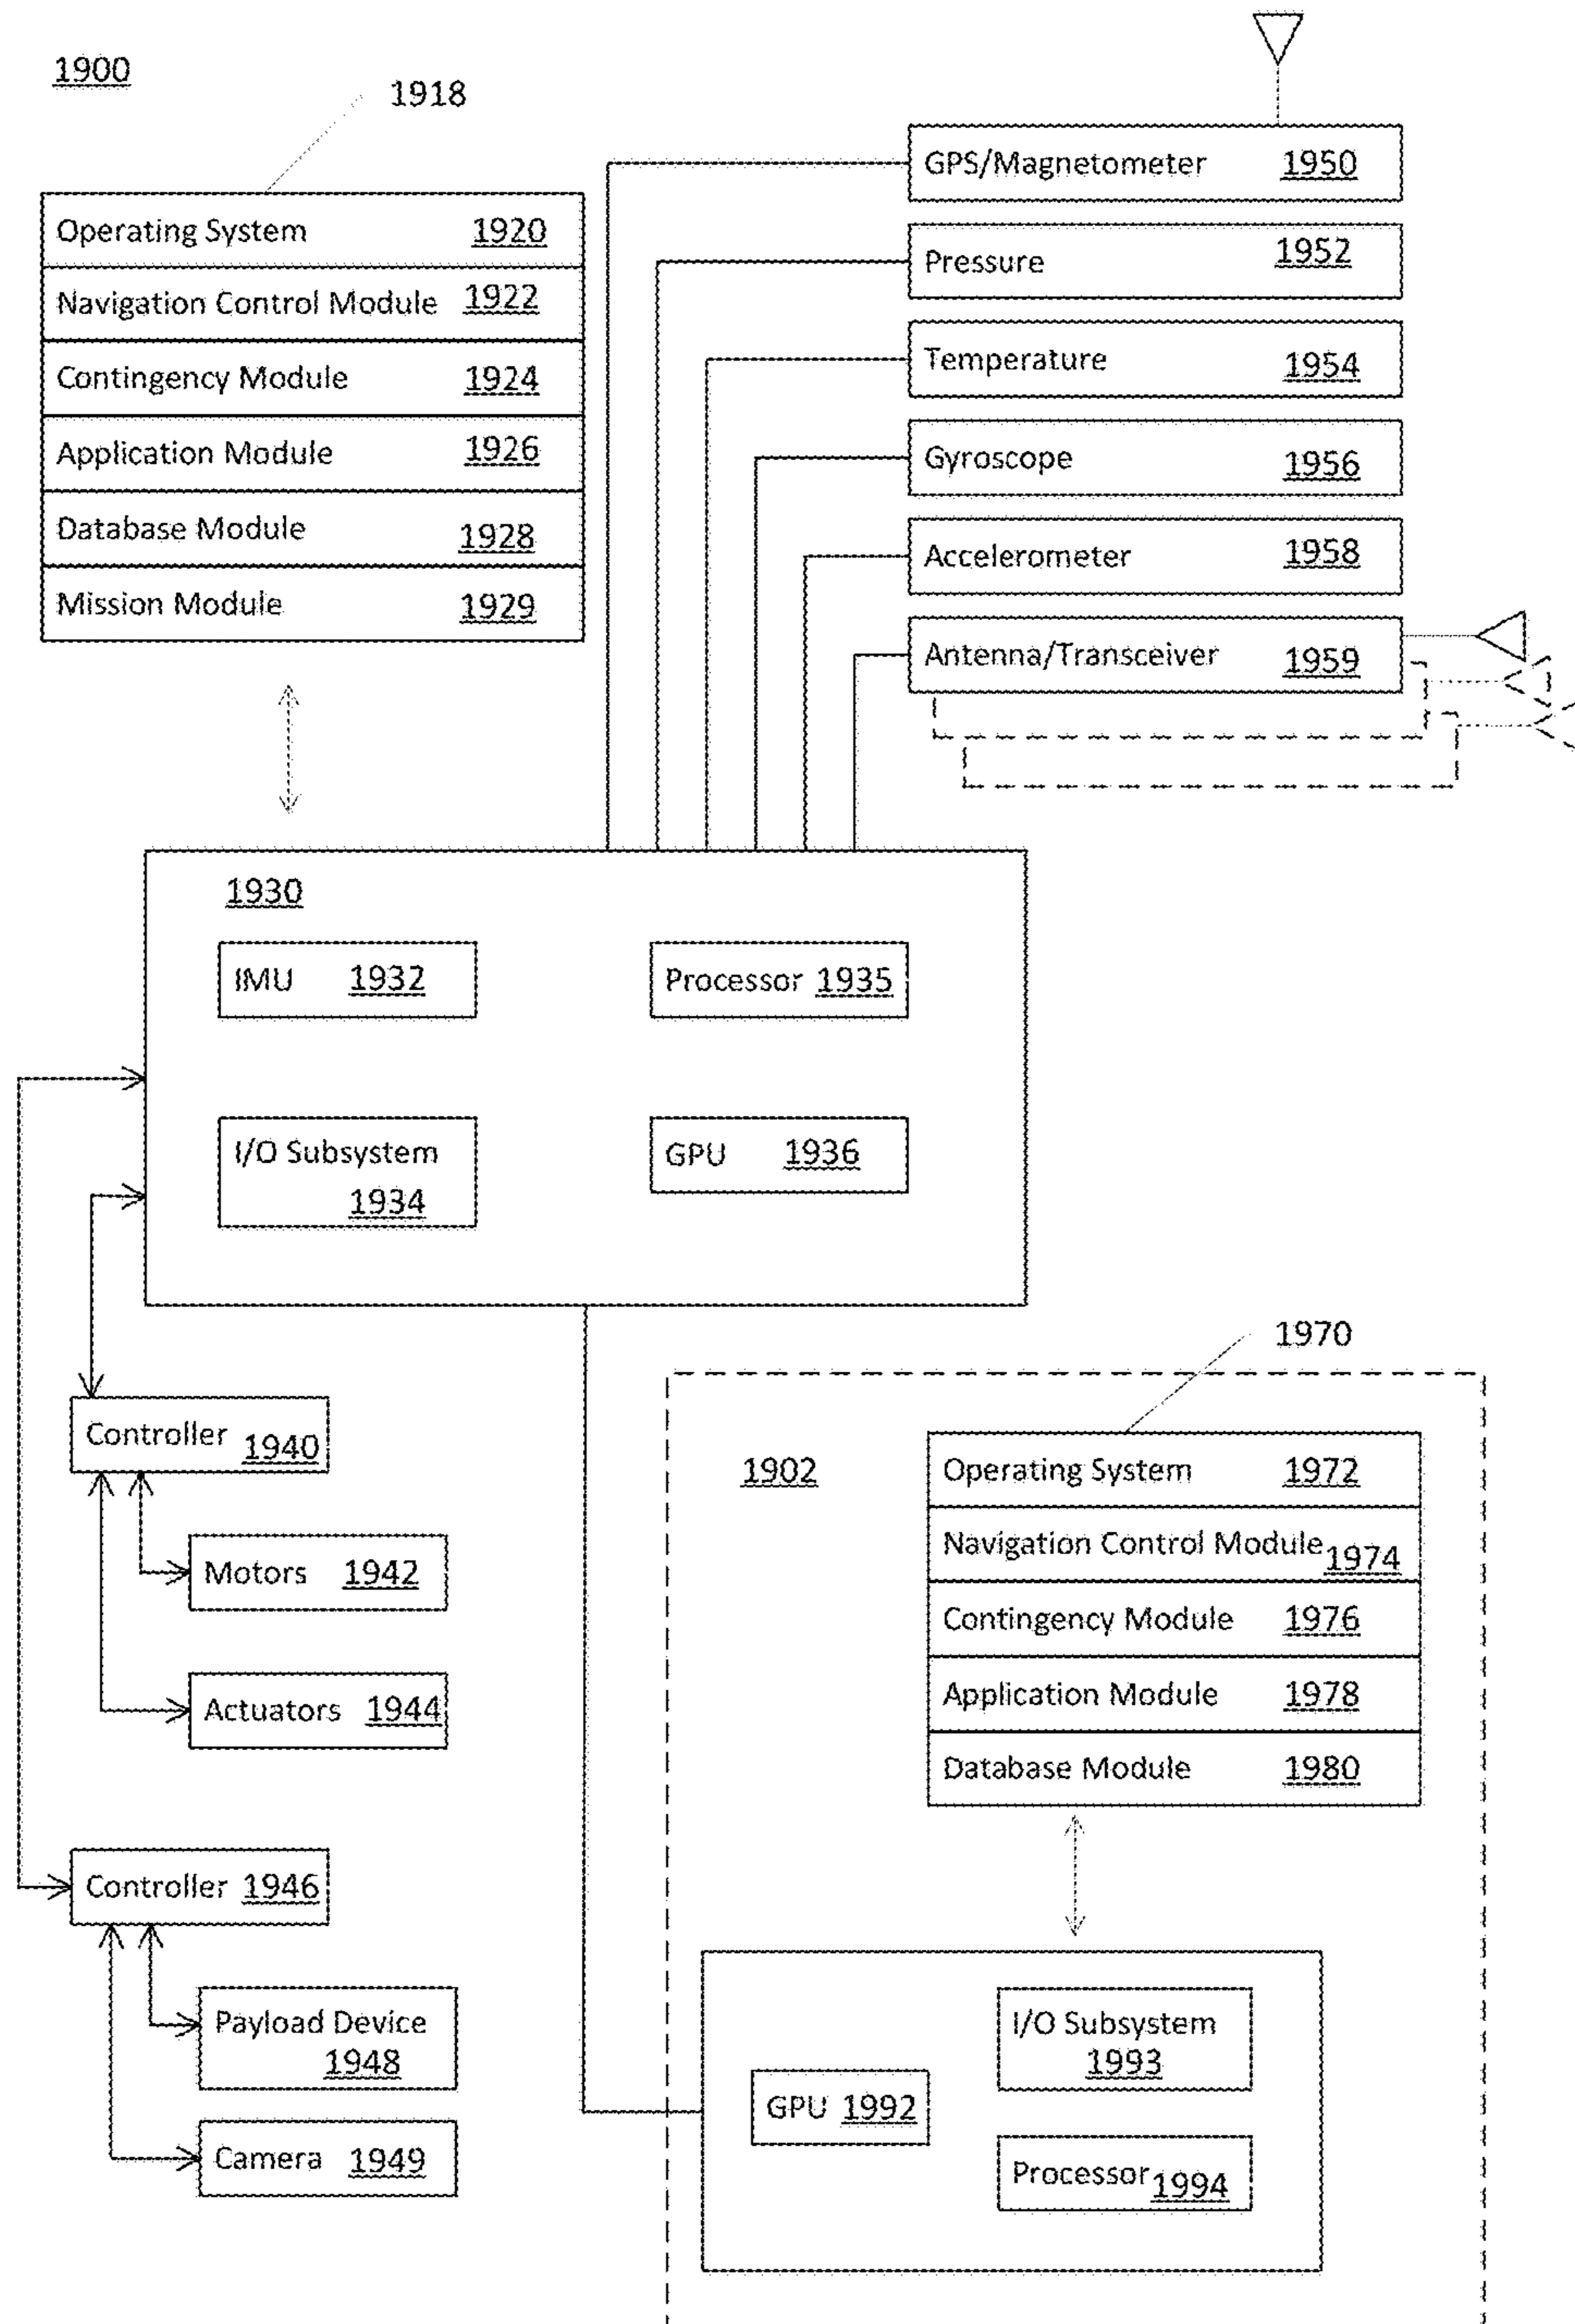 1900
1918
Operating System 1920
Navigation Control Module 1922
Contingency Module 1924
Application Module 1926
Database Module 1928
Mission Module 1929
GPS/Magnetometer 1950
Pressure 1952
Temperature 1954
Gyroscope 1956
Accelerometer 1958
Antenna/Transceiver 1959
1930
IMU 1932
Processor 1935
I/O Subsystem
1934
GPU 1936
Controller 1940
Motors 1942
Actuators 1944
Controller 1946
Payload Device
1948
Camera 1949
1970
1902
Operating System 1972
Navigation Control Module 1974
Contingency Module 1976
Application Module 1978
Database Module 1980
I/O Subsystem
1993
GPU 1992
Processor 1994